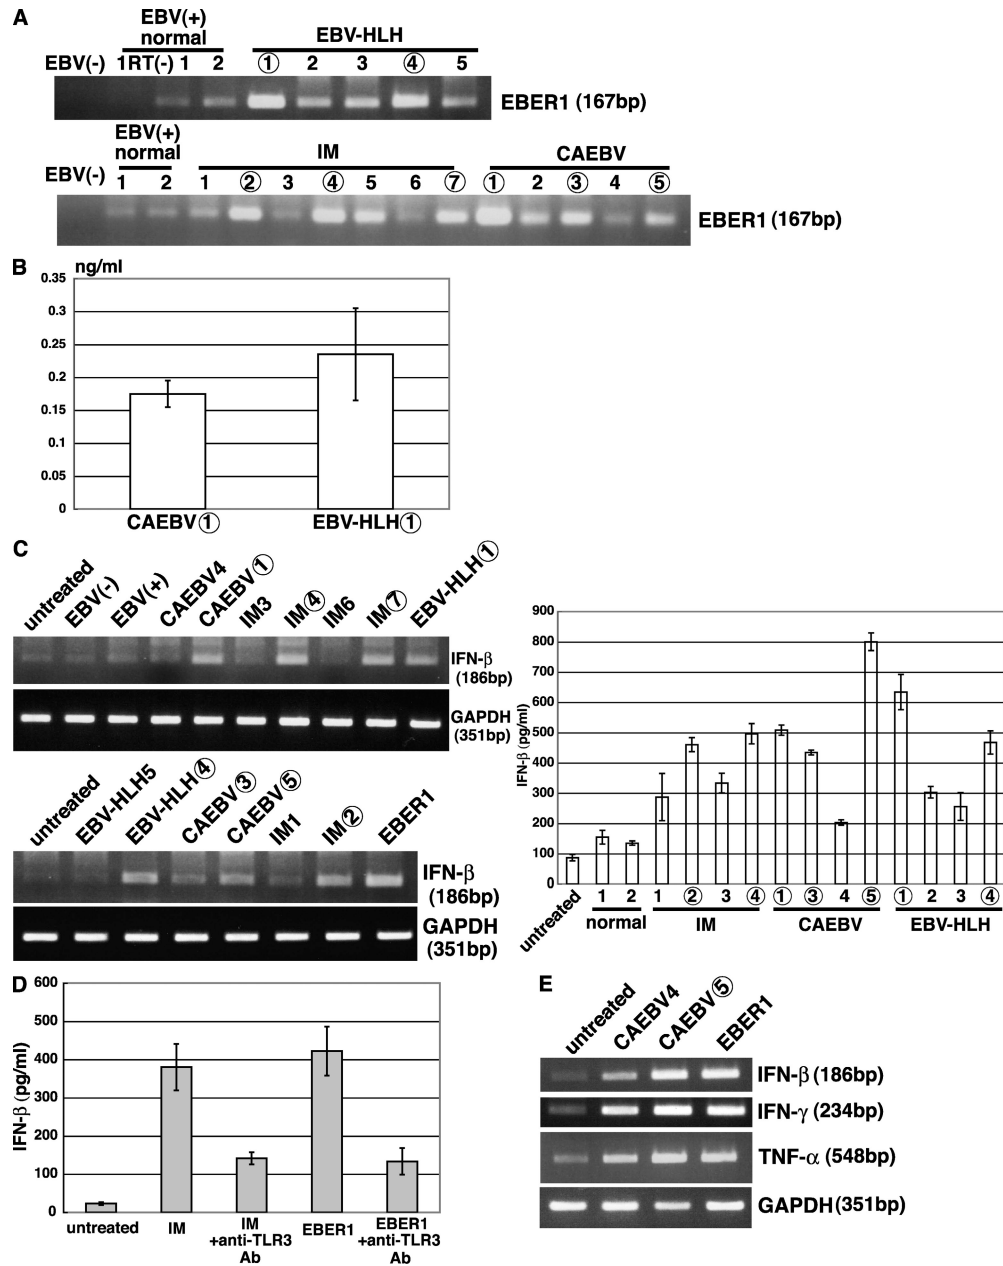 A
EBV(+)
normal
EBV-HLH
EBV(-) 1RT(-) 1 2 ① 2 3 ④ 5
EBER1 (167bp)
EBV(+)
normal
IM
CAEBV
EBV(-) 1 2 1 ② 3 ④ 5 6 ⑦ ① 2 ③ 4 ⑤
EBER1 (167bp)
B
ng/ml
0.35
0.3
0.25
0.2
0.15
0.1
0.05
0
CAEBV① EBV-HLH①
C
untreated EBV(-) EBV(+) CAEBV4 CAEBV① IM3 IM④ IM6 IM⑦ EBV-HLH①
IFN-β
(186bp)
GAPDH
(351bp)
untreated EBV-HLH5 EBV-HLH④ CAEBV③ CAEBV⑤ IM1 IM② EBER1
IFN-β
(186bp)
GAPDH
(351bp)
IFN-β (pg/ml)
900
800
700
600
500
400
300
200
100
0
untreated 1 2 1 ② 3 ④ ① ③ 4 ⑤ ① 2 3 ④
normal IM CAEBV EBV-HLH
D
IFN-β (pg/ml)
600
500
400
300
200
100
0
untreated IM IM +anti-TLR3 Ab EBER1 EBER1 +anti-TLR3 Ab
E
untreated CAEBV4 CAEBV⑤ EBER1
IFN-β (186bp)
IFN-γ (234bp)
TNF-α (548bp)
GAPDH (351bp)